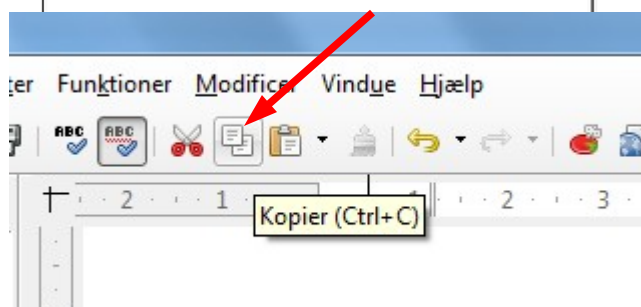 ter Funktioner Modificer Vindue Hjælp
ABC ABC
2 1 1 2 3
Kopier (Ctrl+C)